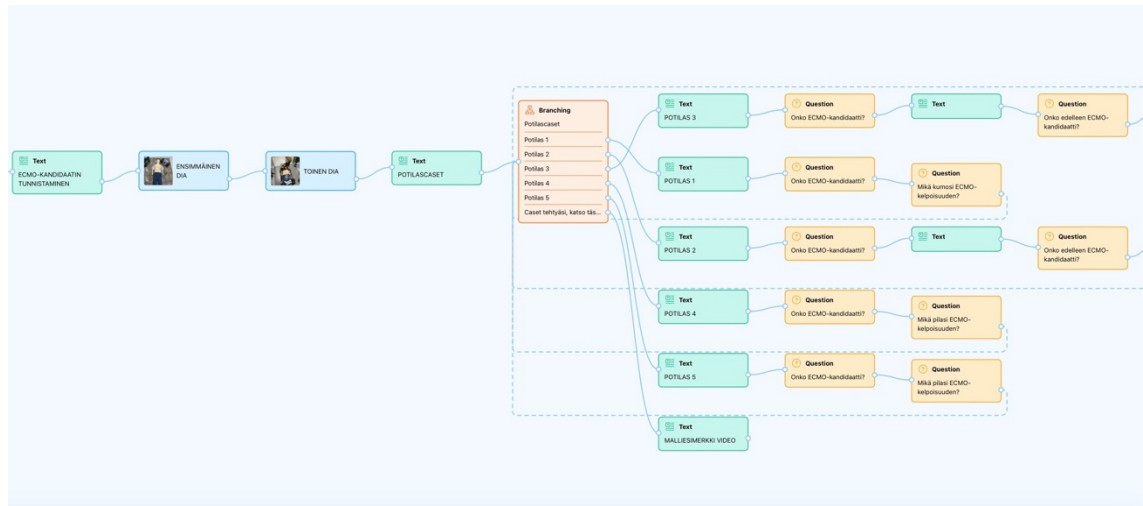 Text
ECMO-KANDIDAATIN
TUNNISTAMINEN
ENSIMMÄINEN
DIA
TOINEN DIA
Text
POTILASCASET
Branching
Potilascaset
Potilas 1
Potilas 2
Potilas 3
Potilas 4
Potilas 5
Caset tehtyäsi, katso täs...
Text
POTILAS 3
Question
Onko ECMO-kandidaatti?
Text
Question
Onko edelleen ECMO-
kandidaatti?
Text
POTILAS 1
Question
Onko ECMO-kandidaatti?
Question
Mikä kumosi ECMO-
kelpoisuuden?
Text
POTILAS 2
Question
Onko ECMO-kandidaatti?
Text
Question
Onko edelleen ECMO-
kandidaatti?
Text
POTILAS 4
Question
Onko ECMO-kandidaatti?
Question
Mikä pilasi ECMO-
kelpoisuuden?
Text
POTILAS 5
Question
Onko ECMO-kandidaatti?
Question
Mikä pilasi ECMO-
kelpoisuuden?
Text
MALLIESIMERKKI VIDEO